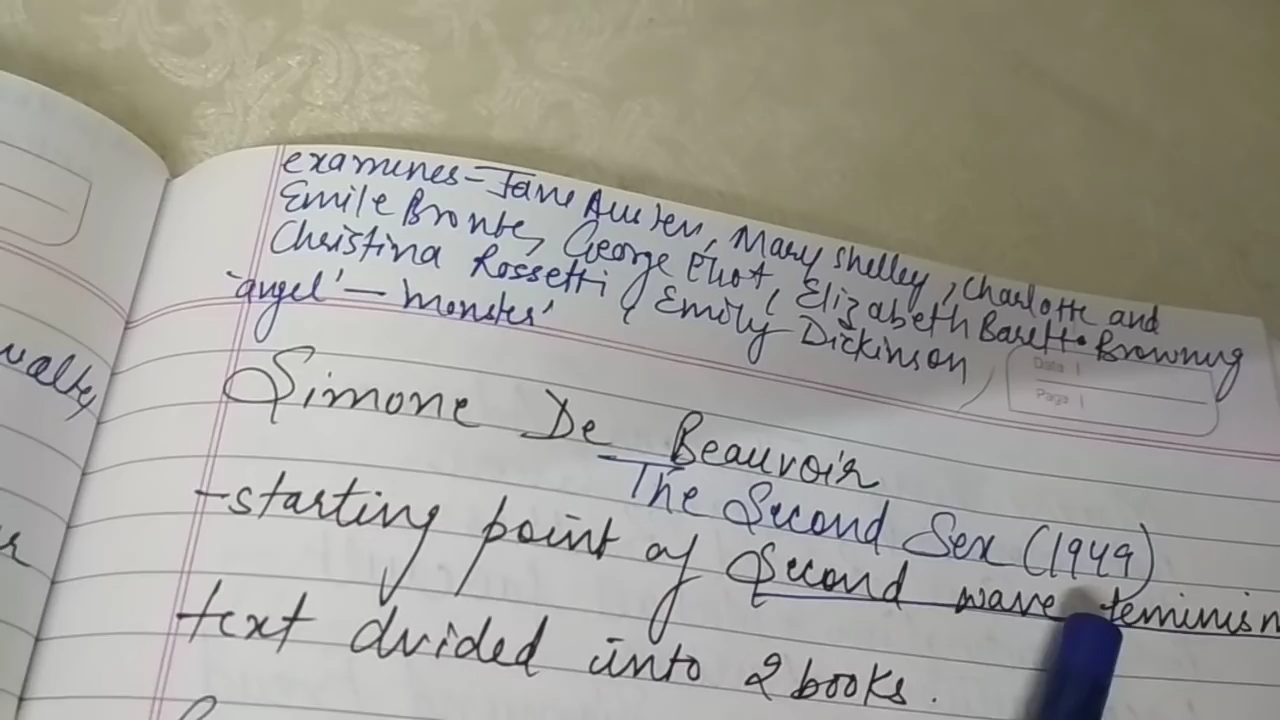 examines - Jane Austen, Mary Shelley, Charlotte and
Emile Bronte, George Eliot, Elizabeth Barett Browning
Christina Rossetti, Emily Dickinson
'angel' - monster'
Date
Page
Simone De Beauvoir
- The Second Sex (1949)
- starting point of Second wave feminism
text divided into 2 books.